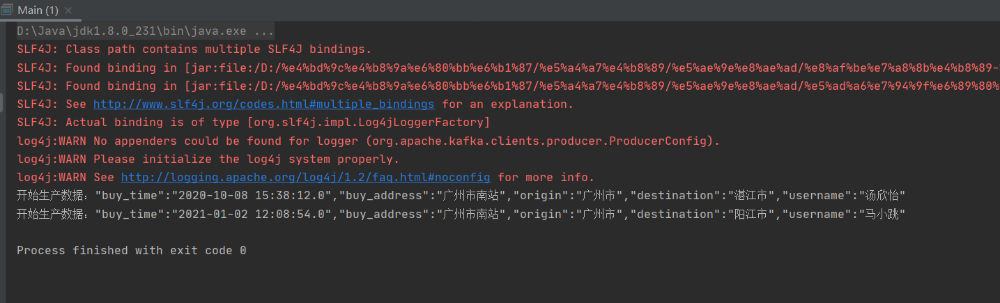 Main (1)
D:\Java\jdk1.8.0_231\bin\java.exe ...
SLF4J: Class path contains multiple SLF4J bindings.
SLF4J: Found binding in [jar:file:/D:/%e4%bd%9c%e4%b8%9a%e6%80%bb%e6%b1%87/%e5%a4%a7%e4%b8%89/%e5%ae%9e%e8%ae%ad/%e8%af%be%e7%a8%8b%e4%b8%89-
SLF4J: Found binding in [jar:file:/D:/%e4%bd%9c%e4%b8%9a%e6%80%bb%e6%b1%87/%e5%a4%a7%e4%b8%89/%e5%ae%9e%e8%ae%ad/%e5%ad%a6%e7%94%9f%e6%89%80%
SLF4J: See http://www.slf4j.org/codes.html#multiple_bindings for an explanation.
SLF4J: Actual binding is of type [org.slf4j.impl.Log4jLoggerFactory]
log4j:WARN No appenders could be found for logger (org.apache.kafka.clients.producer.ProducerConfig).
log4j:WARN Please initialize the log4j system properly.
log4j:WARN See http://logging.apache.org/log4j/1.2/faq.html#noconfig for more info.
开始生产数据："buy_time":"2020-10-08 15:38:12.0","buy_address":"广州市南站","origin":"广州市","destination":"湛江市","username":"汤欣怡"
开始生产数据："buy_time":"2021-01-02 12:08:54.0","buy_address":"广州市南站","origin":"广州市","destination":"阳江市","username":"马小跳"
Process finished with exit code 0